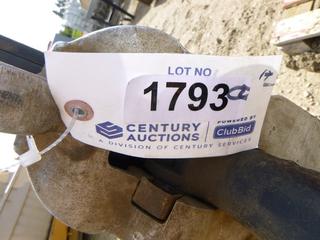 LOT NO
1793
CENTURY
AUCTIONS
POWERED BY
ClubBid
A DIVISION OF CENTURY SERVICES